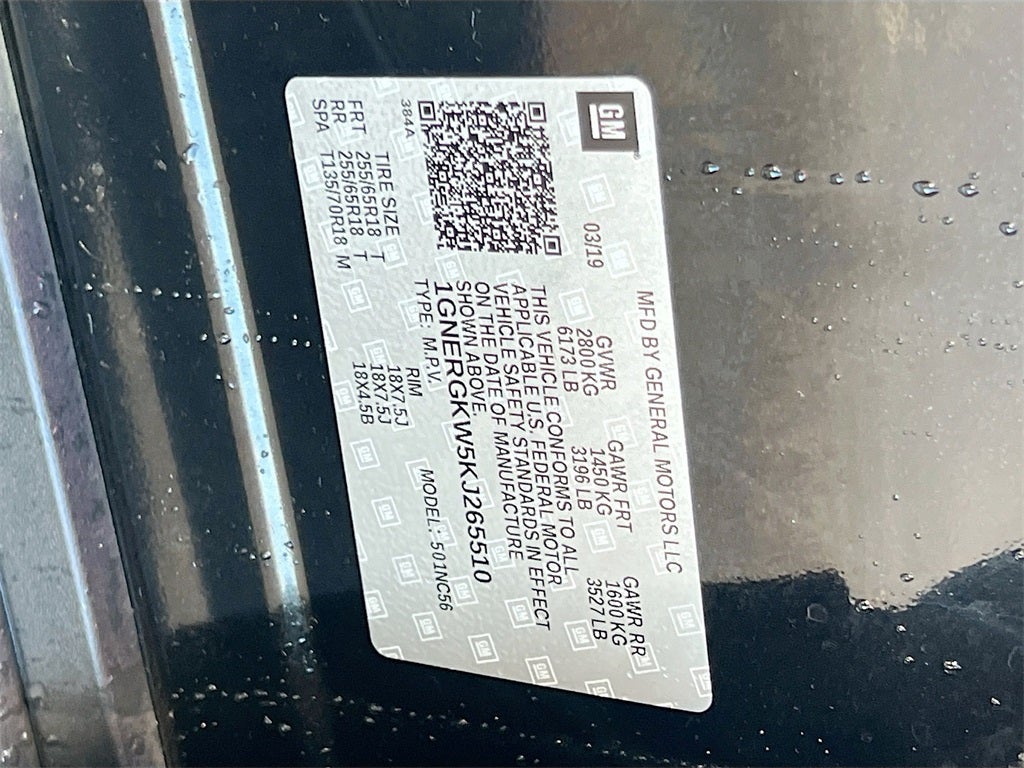 GM
MFD BY GENERAL MOTORS LLC
03/19
GVWR
2800 KG
6173 LB
GAWR FRT
1450 KG
3196 LB
GAWR RR
1600 KG
3527 LB
THIS VEHICLE CONFORMS TO ALL
APPLICABLE U.S. FEDERAL MOTOR
VEHICLE SAFETY STANDARDS IN EFFECT
ON THE DATE OF MANUFACTURE
SHOWN ABOVE.
1GNERGKW5KJ265510
TYPE: M.P.V. MODEL: 501NC56
384A
TIRE SIZE RIM
FRT 255/65R18 T 18X7.5J
RR 255/65R18 T 18X7.5J
SPA T135/70R18 M 18X4.5B